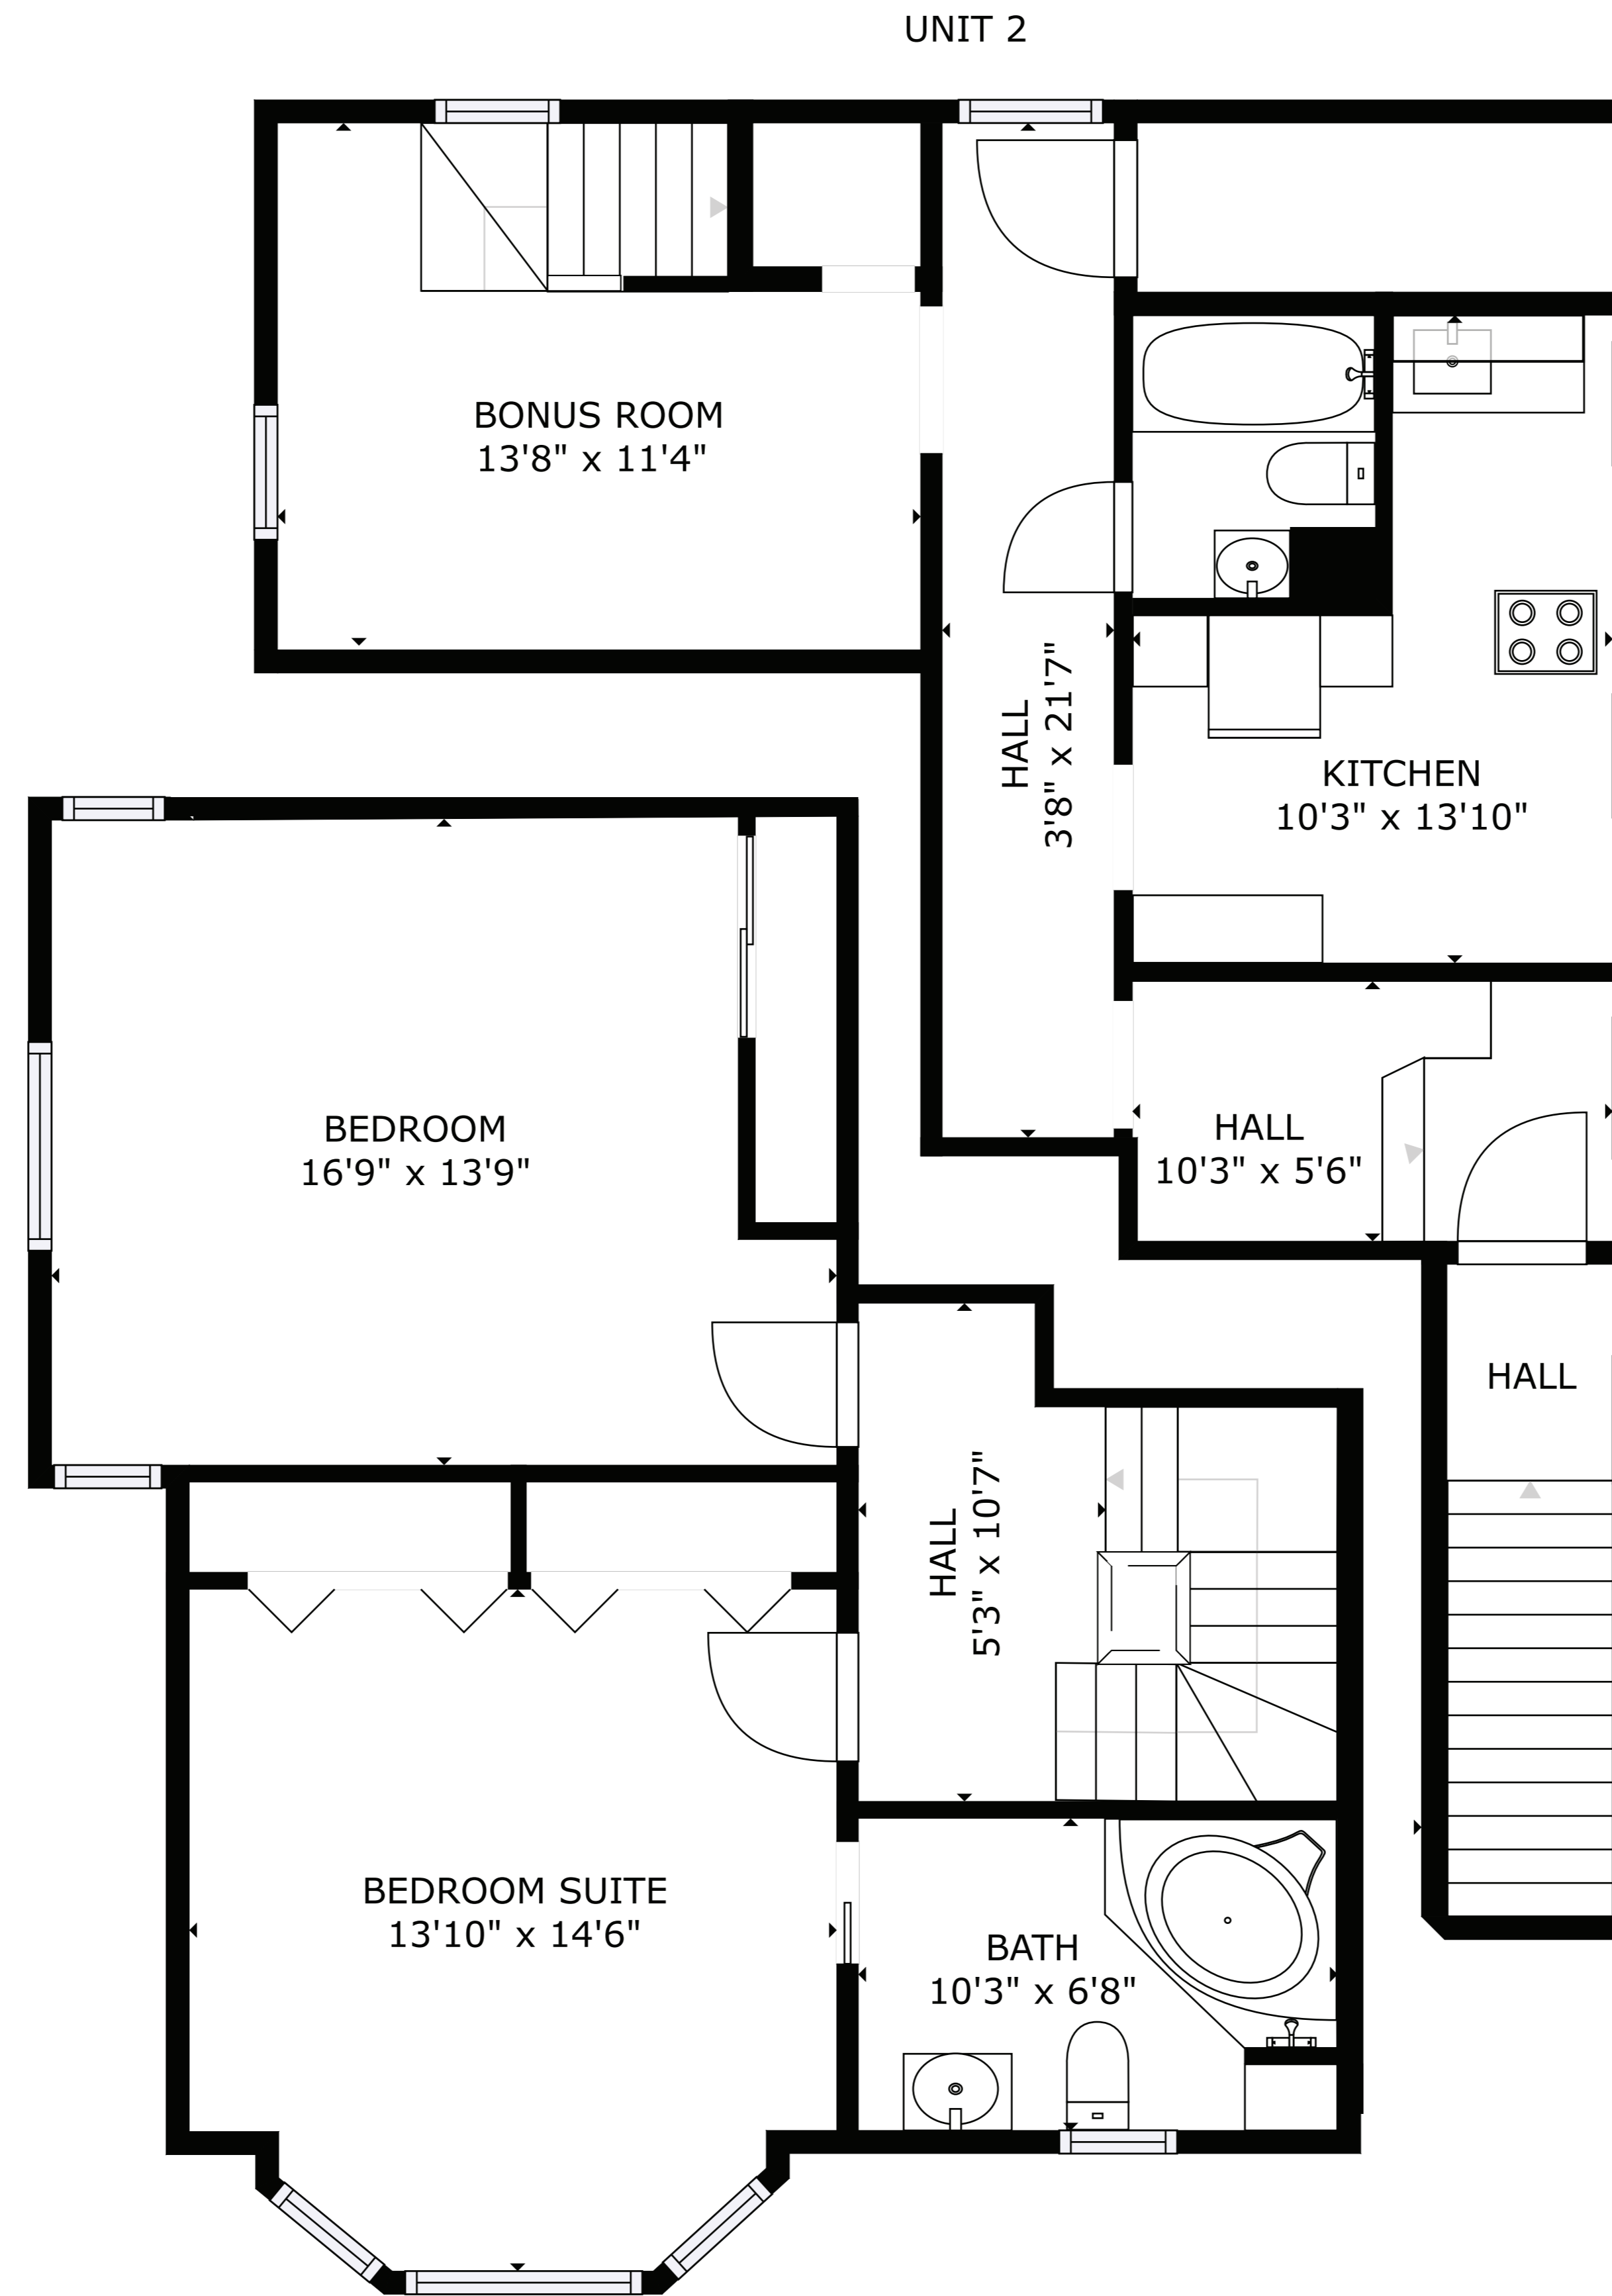 UNIT 2
BONUS ROOM
13'8" x 11'4"
HALL
3'8" x 21'7"
KITCHEN
10'3" x 13'10"
BEDROOM
16'9" x 13'9"
HALL
10'3" x 5'6"
HALL
HALL
5'3" x 10'7"
BEDROOM SUITE
13'10" x 14'6"
BATH
10'3" x 6'8"